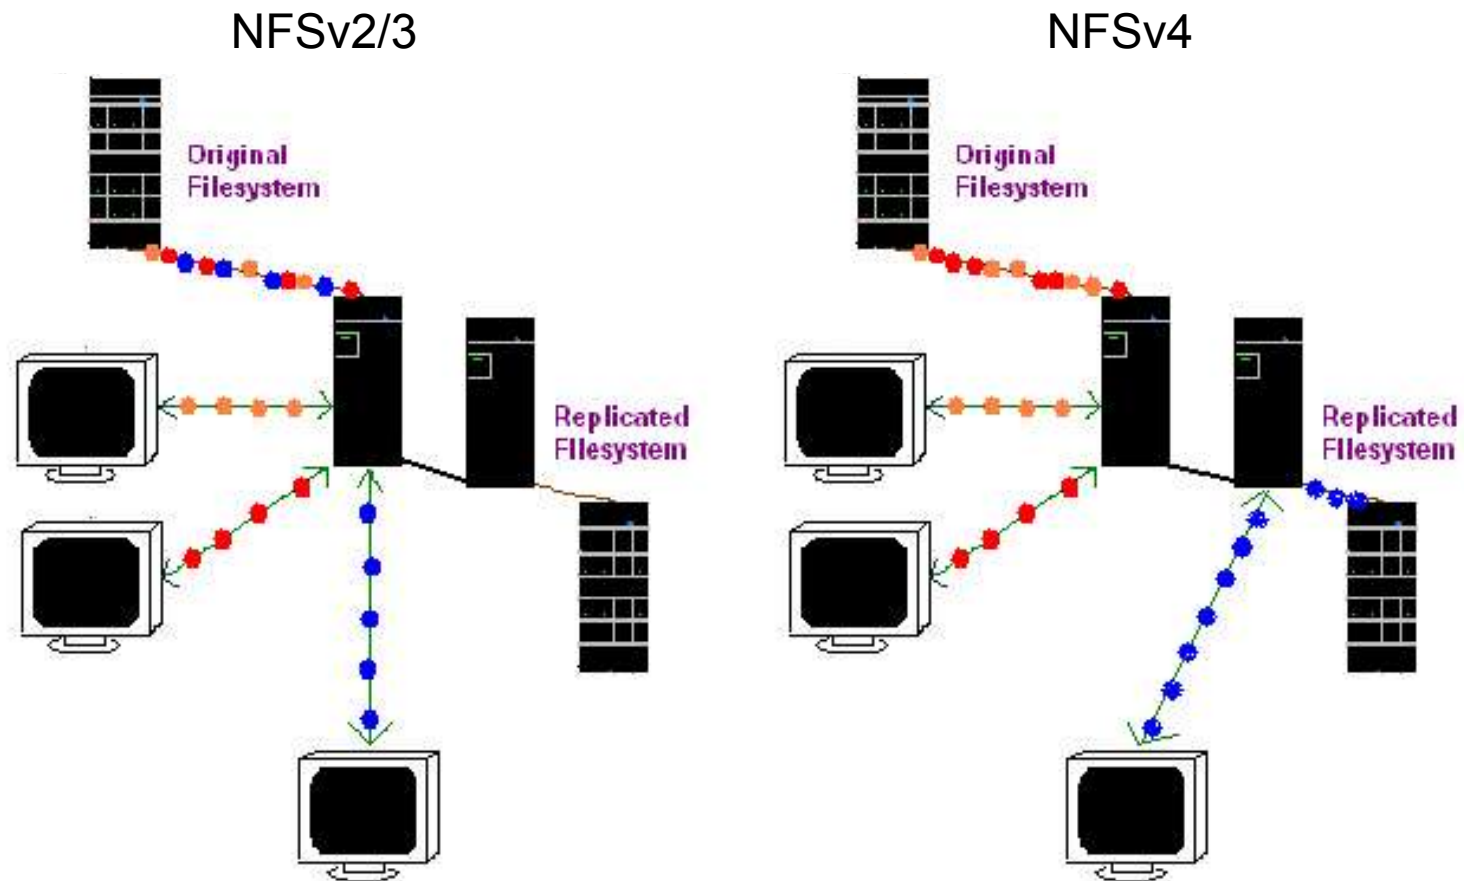 NFSv2/3
NFSv4
Original
Filesystem
Original
Filesystem
Replicated
FIlesystem
Replicated
FIlesystem